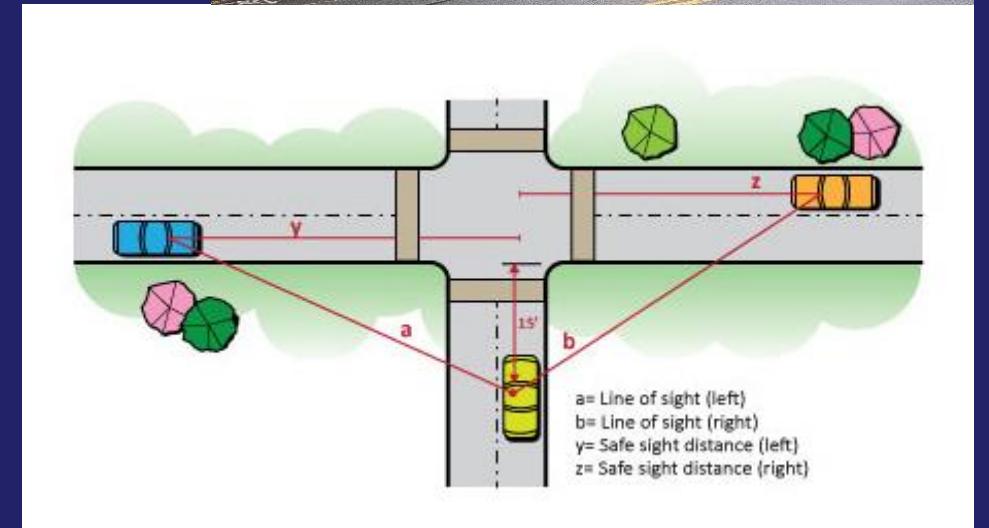 z
y
a
15'
b
a= Line of sight (left)
b= Line of sight (right)
y= Safe sight distance (left)
z= Safe sight distance (right)